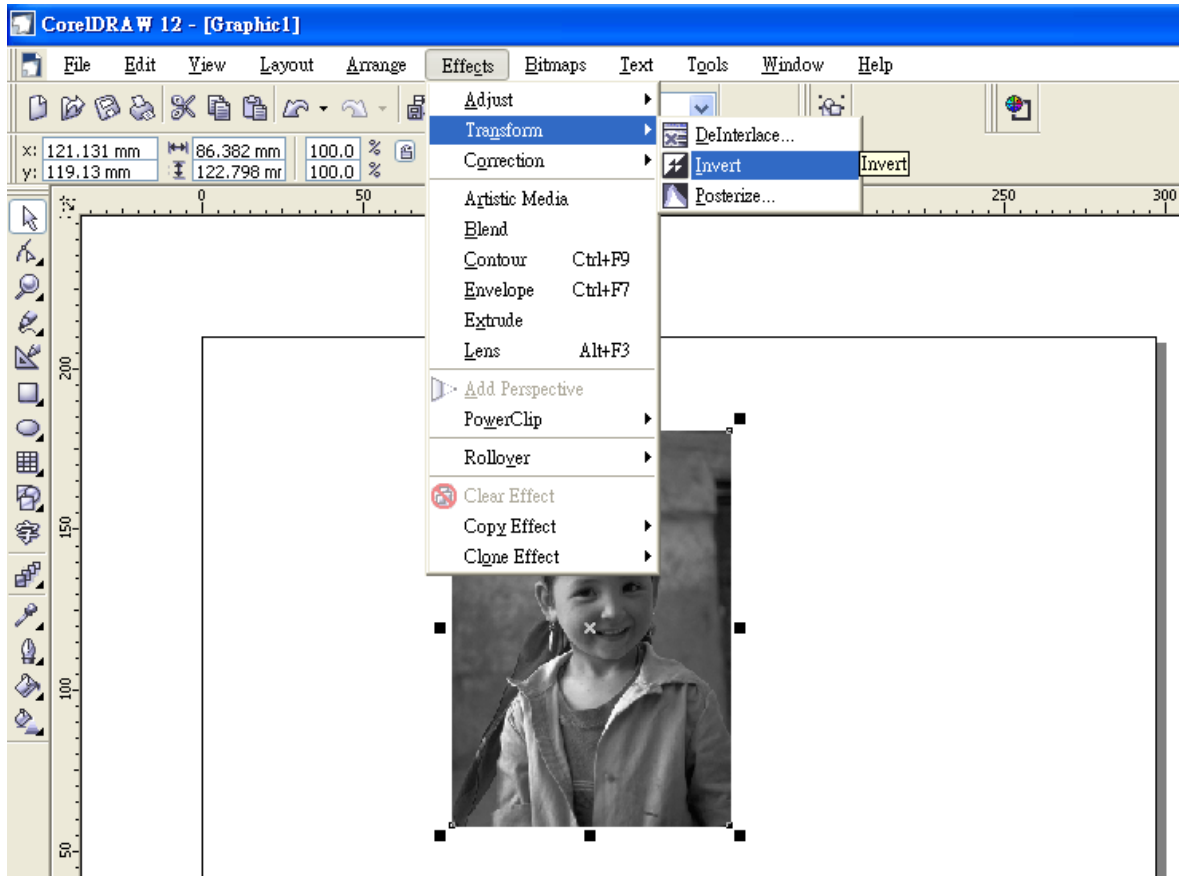 CorelDRAW 12 - [Graphic1]
File Edit View Layout Arrange Effects Bitmaps Text Tools Window Help
x: 121.131 mm 86.382 mm 100.0 %
y: 119.13 mm 122.798 mr 100.0 %
Adjust
Transform
Correction
Artistic Media
Blend
Contour Ctrl+F9
Envelope Ctrl+F7
Extrude
Lens Alt+F3
Add Perspective
PowerClip
Rollover
Clear Effect
Copy Effect
Clone Effect
DeInterlace...
Invert
Posterize...
Invert
0 50 250 300
200
150
100
50
字